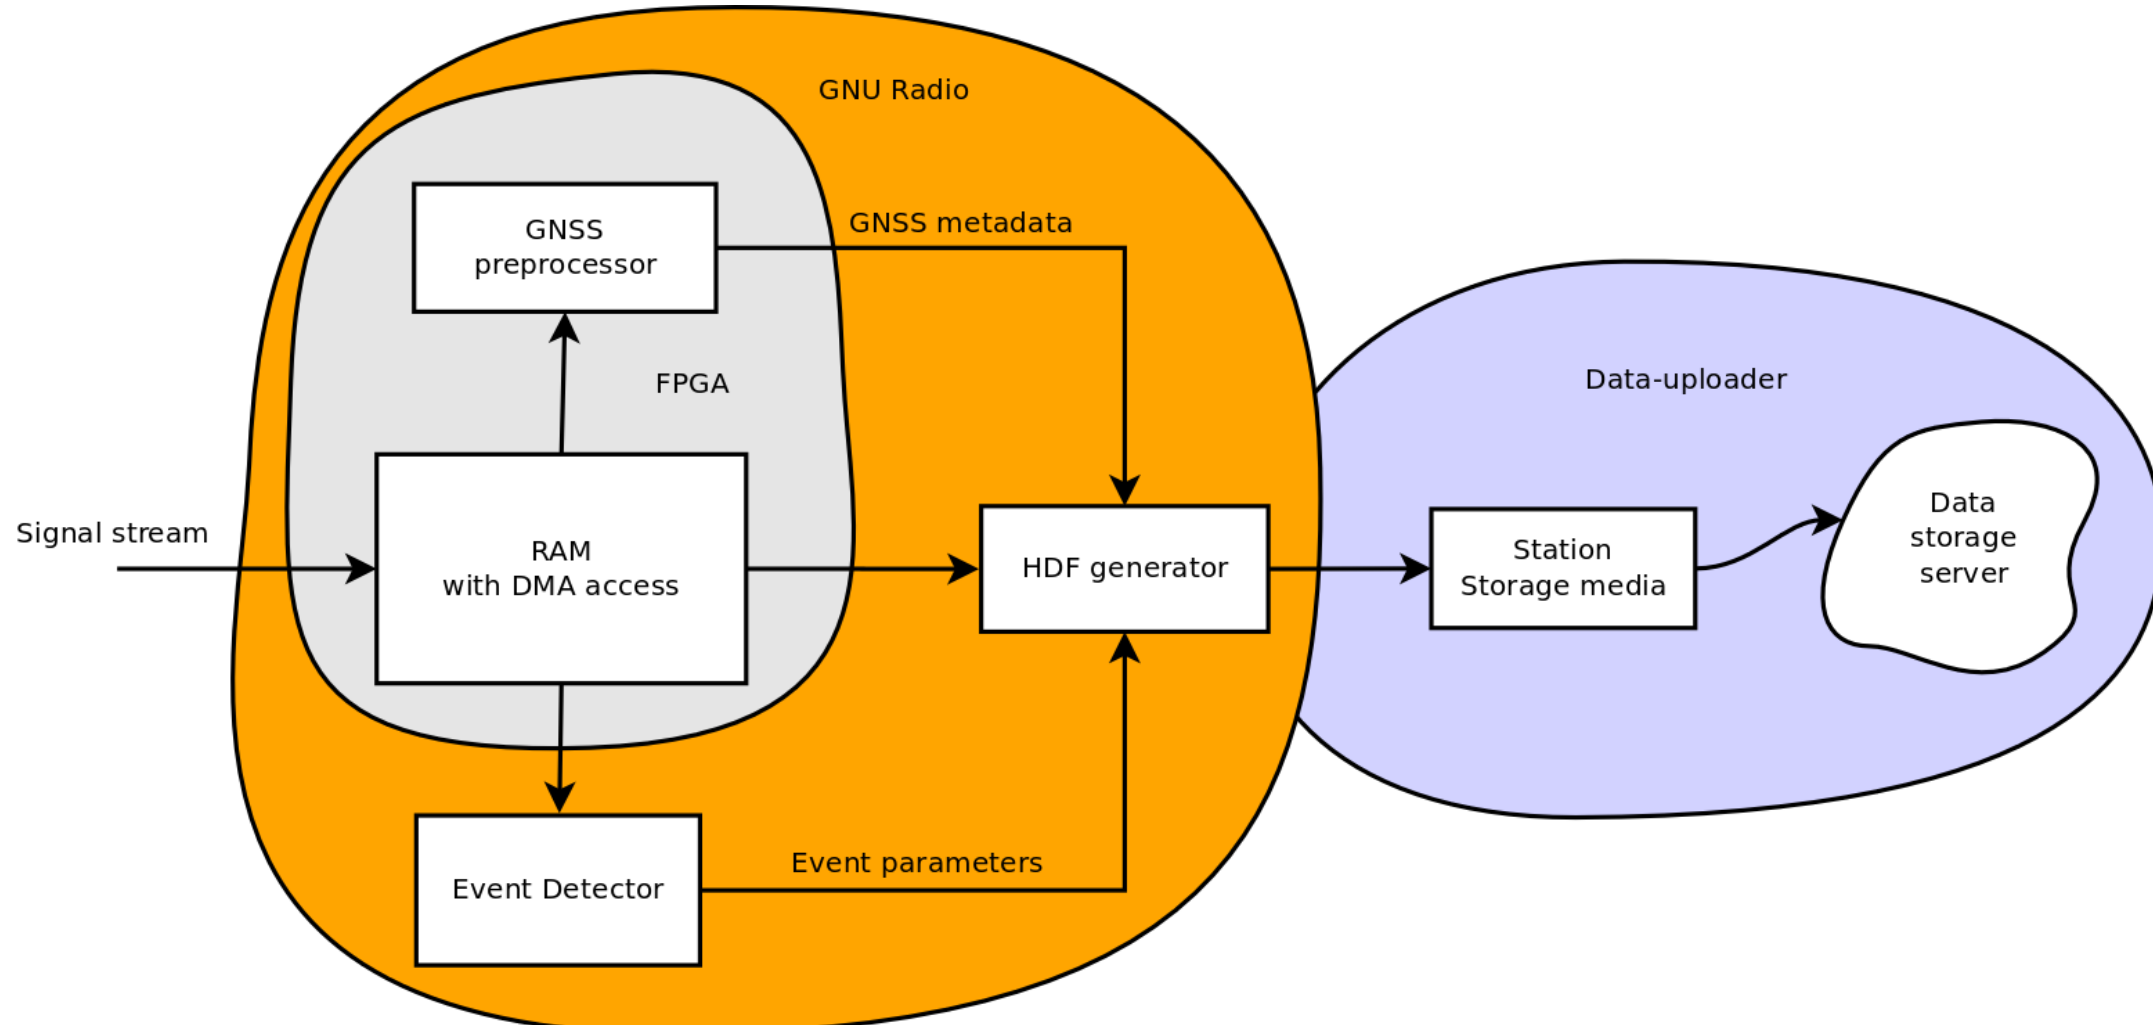 GNU Radio
GNSS
preprocessor
GNSS metadata
FPGA
Data-uploader
Signal stream
RAM
with DMA access
HDF generator
Station
Storage media
Data
storage
server
Event Detector
Event parameters